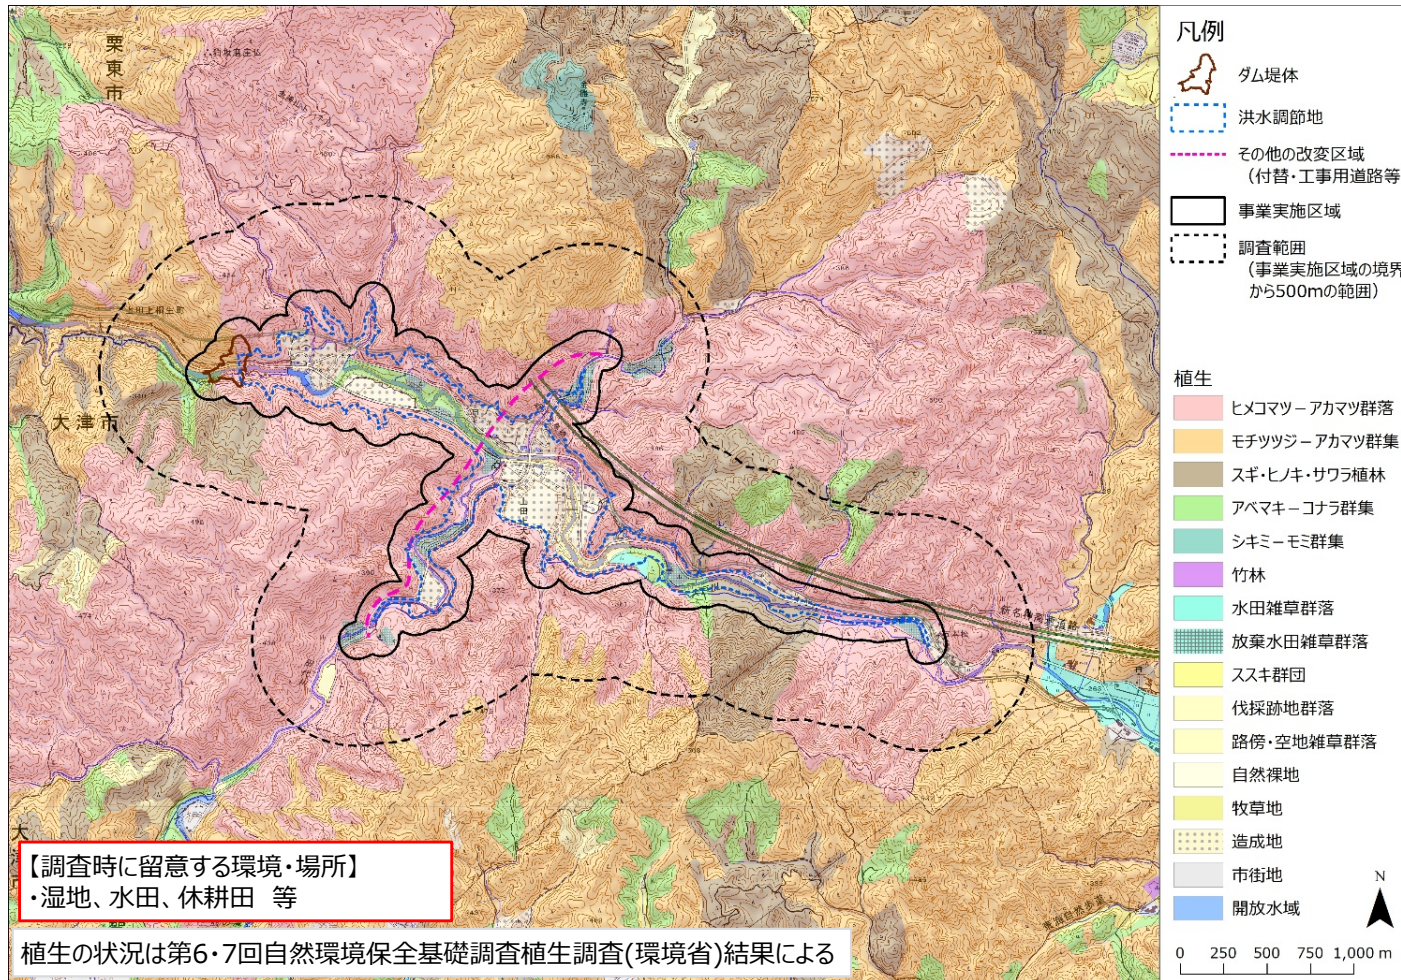 栗
東
市
大津市
大
凡例
ダム堤体
洪水調節地
その他の改変区域
（付替・工事用道路等
事業実施区域
調査範囲
（事業実施区域の境界
から500mの範囲）
植生
ヒメコマツ－アカマツ群落
モチツツジ－アカマツ群集
スギ・ヒノキ・サワラ植林
アベマキ－コナラ群集
シキミ－モミ群集
竹林
水田雑草群落
放棄水田雑草群落
ススキ群団
伐採跡地群落
路傍・空地雑草群落
自然裸地
牧草地
造成地
市街地
開放水域
N
0 250 500 750 1,000 m
【調査時に留意する環境・場所】
・湿地、水田、休耕田　等
植生の状況は第6・7回自然環境保全基礎調査植生調査(環境省)結果による